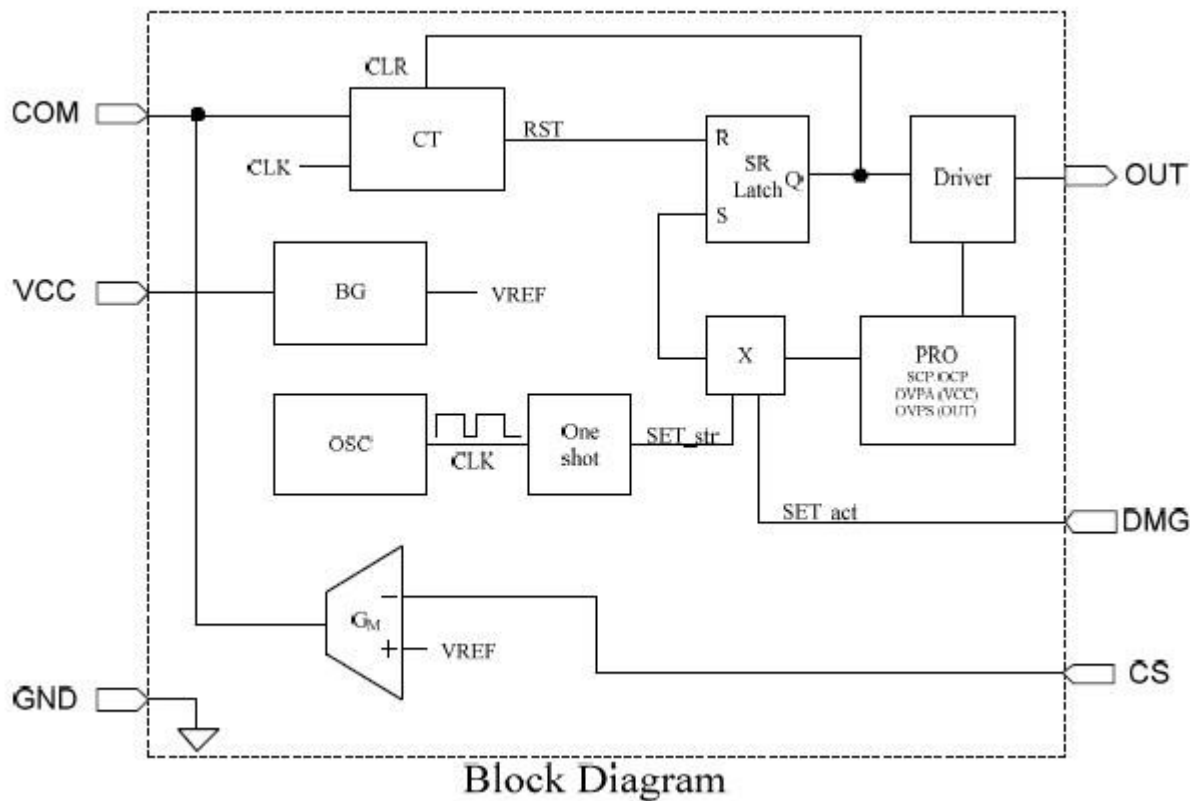 CLR
COM
CT
RST
CLK
R
SR
Latch
Q
S
Driver
OUT
VCC
BG
VREF
X
PRO
SCP/OCP
OVPA (VCC)
OVPS (OUT)
OSC
CLK
One
shot
SET_str
SET_act
DMG
GM
−
+
VREF
CS
GND
Block Diagram